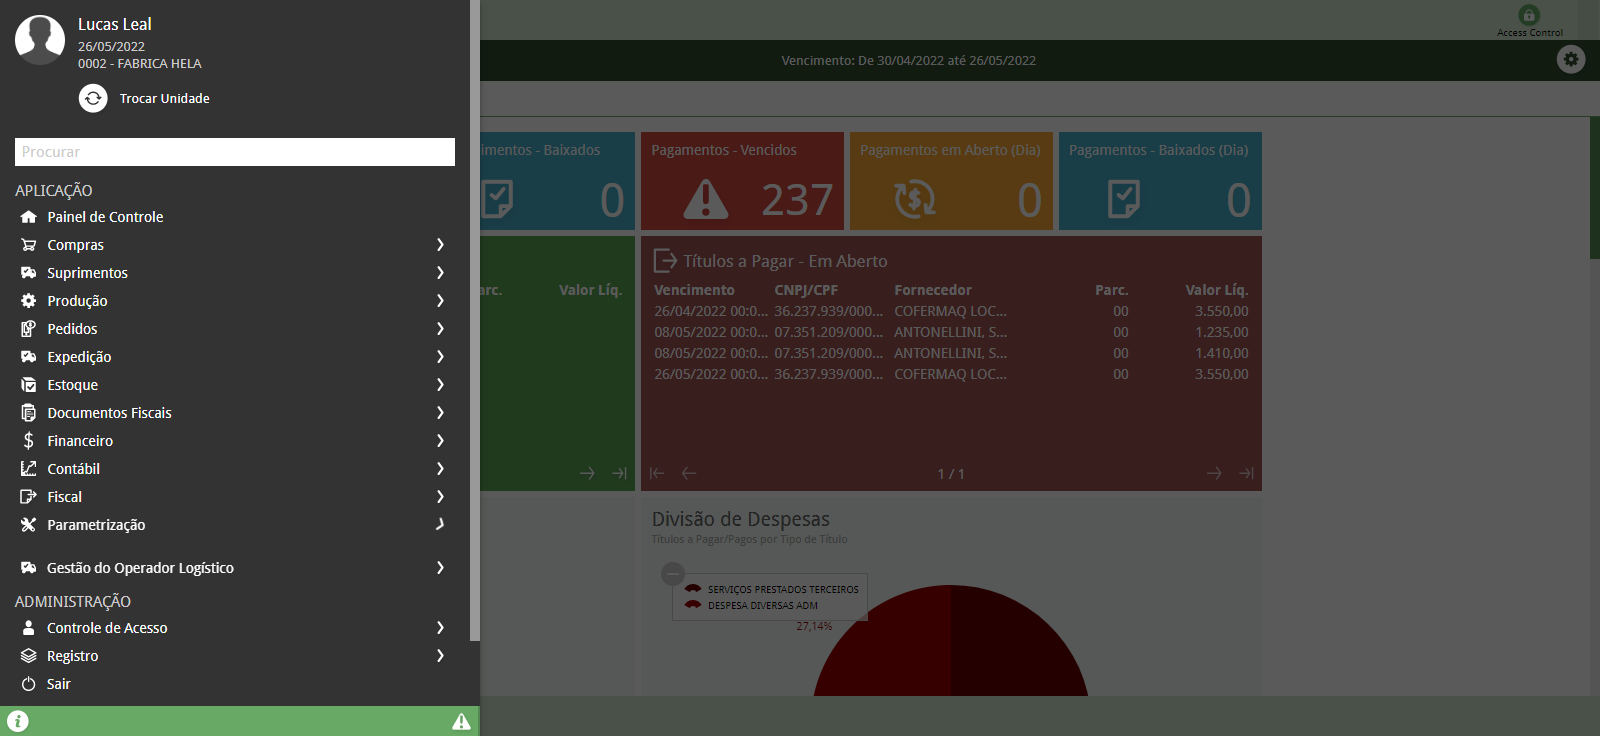 Lucas Leal
26/05/2022
0002 - FABRICA HELA
Trocar Unidade
Procurar
APLICAÇÃO
Painel de Controle
Compras
Suprimentos
Produção
Pedidos
Expedição
Estoque
Documentos Fiscais
Financeiro
Contábil
Fiscal
Parametrização
Gestão do Operador Logístico
ADMINISTRAÇÃO
Controle de Acesso
Registro
Sair
Access Control
Vencimento: De 30/04/2022 até 26/05/2022
imentos - Baixados
0
Pagamentos - Vencidos
237
Pagamentos em Aberto (Dia)
0
Pagamentos - Baixados (Dia)
0
arc. Valor Líq.
Títulos a Pagar - Em Aberto
Vencimento CNPJ/CPF Fornecedor Parc. Valor Líq.
26/04/2022 00:0... 36.237.939/000... COFERMAQ LOC... 00 3.550,00
08/05/2022 00:0... 07.351.209/000... ANTONELLINI, S... 00 1.235,00
08/05/2022 00:0... 07.351.209/000... ANTONELLINI, S... 00 1.410,00
26/05/2022 00:0... 36.237.939/000... COFERMAQ LOC... 00 3.550,00
1 / 1
Divisão de Despesas
Títulos a Pagar/Pagos por Tipo de Título
SERVIÇOS PRESTADOS TERCEIROS
DESPESA DIVERSAS ADM
27,14%